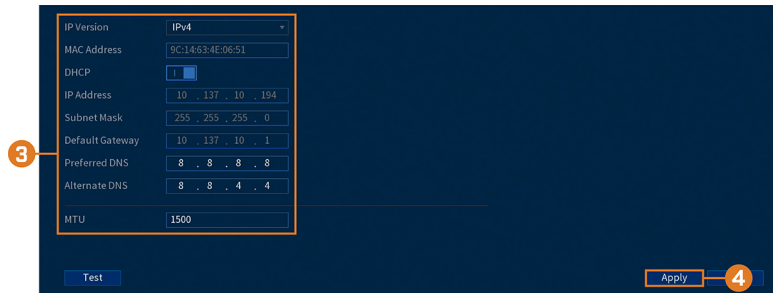 IP Version IPv4
MAC Address 9C:14:63:4E:06:51
DHCP
IP Address 10 . 137 . 10 . 194
Subnet Mask 255 . 255 . 255 . 0
Default Gateway 10 . 137 . 10 . 1
3
Preferred DNS 8 . 8 . 8 . 8
Alternate DNS 8 . 8 . 4 . 4
MTU 1500
Test Apply 4